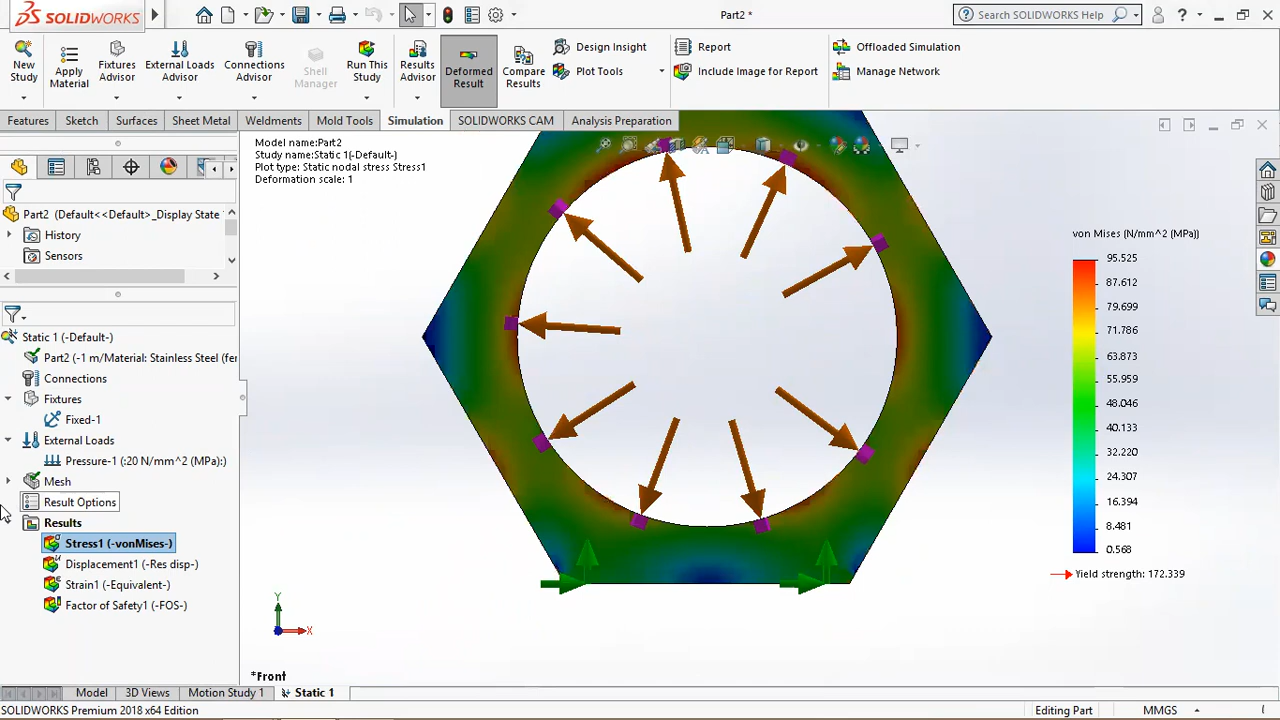 SOLIDWORKS
Part2 *
Search SOLIDWORKS Help
New Study
Apply Material
Fixtures Advisor
External Loads Advisor
Connections Advisor
Shell Manager
Run This Study
Results Advisor
Deformed Result
Compare Results
Design Insight
Plot Tools
Report
Include Image for Report
Offloaded Simulation
Manage Network
Features
Sketch
Surfaces
Sheet Metal
Weldments
Mold Tools
Simulation
SOLIDWORKS CAM
Analysis Preparation
Part2 (Default<<Default>_Display State
History
Sensors
Static 1 (-Default-)
Part2 (-1 m/Material: Stainless Steel (fer
Connections
Fixtures
Fixed-1
External Loads
Pressure-1 (:20 N/mm^2 (MPa):)
Mesh
Result Options
Results
Stress1 (-vonMises-)
Displacement1 (-Res disp-)
Strain1 (-Equivalent-)
Factor of Safety1 (-FOS-)
Model name:Part2
Study name:Static 1(-Default-)
Plot type: Static nodal stress Stress1
Deformation scale: 1
von Mises (N/mm^2 (MPa))
95.525
87.612
79.699
71.786
63.873
55.959
48.046
40.133
32.220
24.307
16.394
8.481
0.568
Yield strength: 172.339
Y
X
*Front
Model
3D Views
Motion Study 1
Static 1
SOLIDWORKS Premium 2018 x64 Edition
Editing Part
MMGS